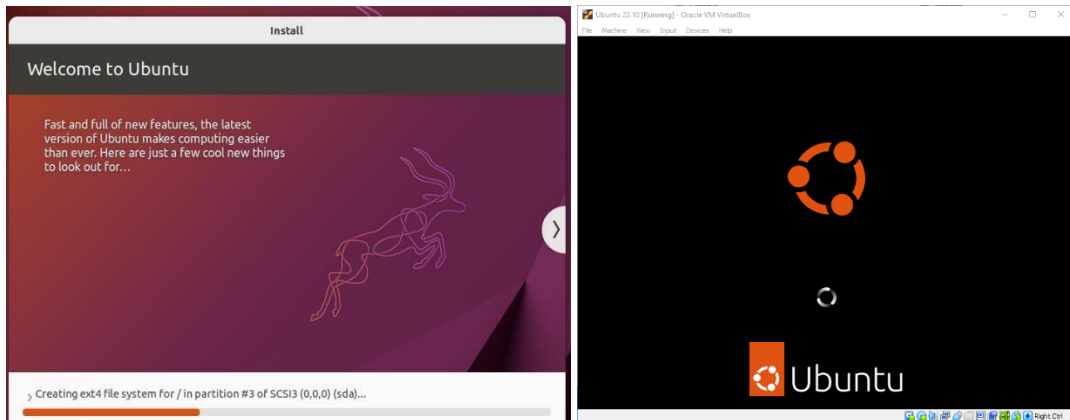 Install
Welcome to Ubuntu
Fast and full of new features, the latest
version of Ubuntu makes computing easier
than ever. Here are just a few cool new things
to look out for...
Creating ext4 file system for / in partition #3 of SCSI3 (0,0,0) (sda)...
Ubuntu 22.10 [Running] - Oracle VM VirtualBox
File Machine View Input Devices Help
Ubuntu
Right Ctrl